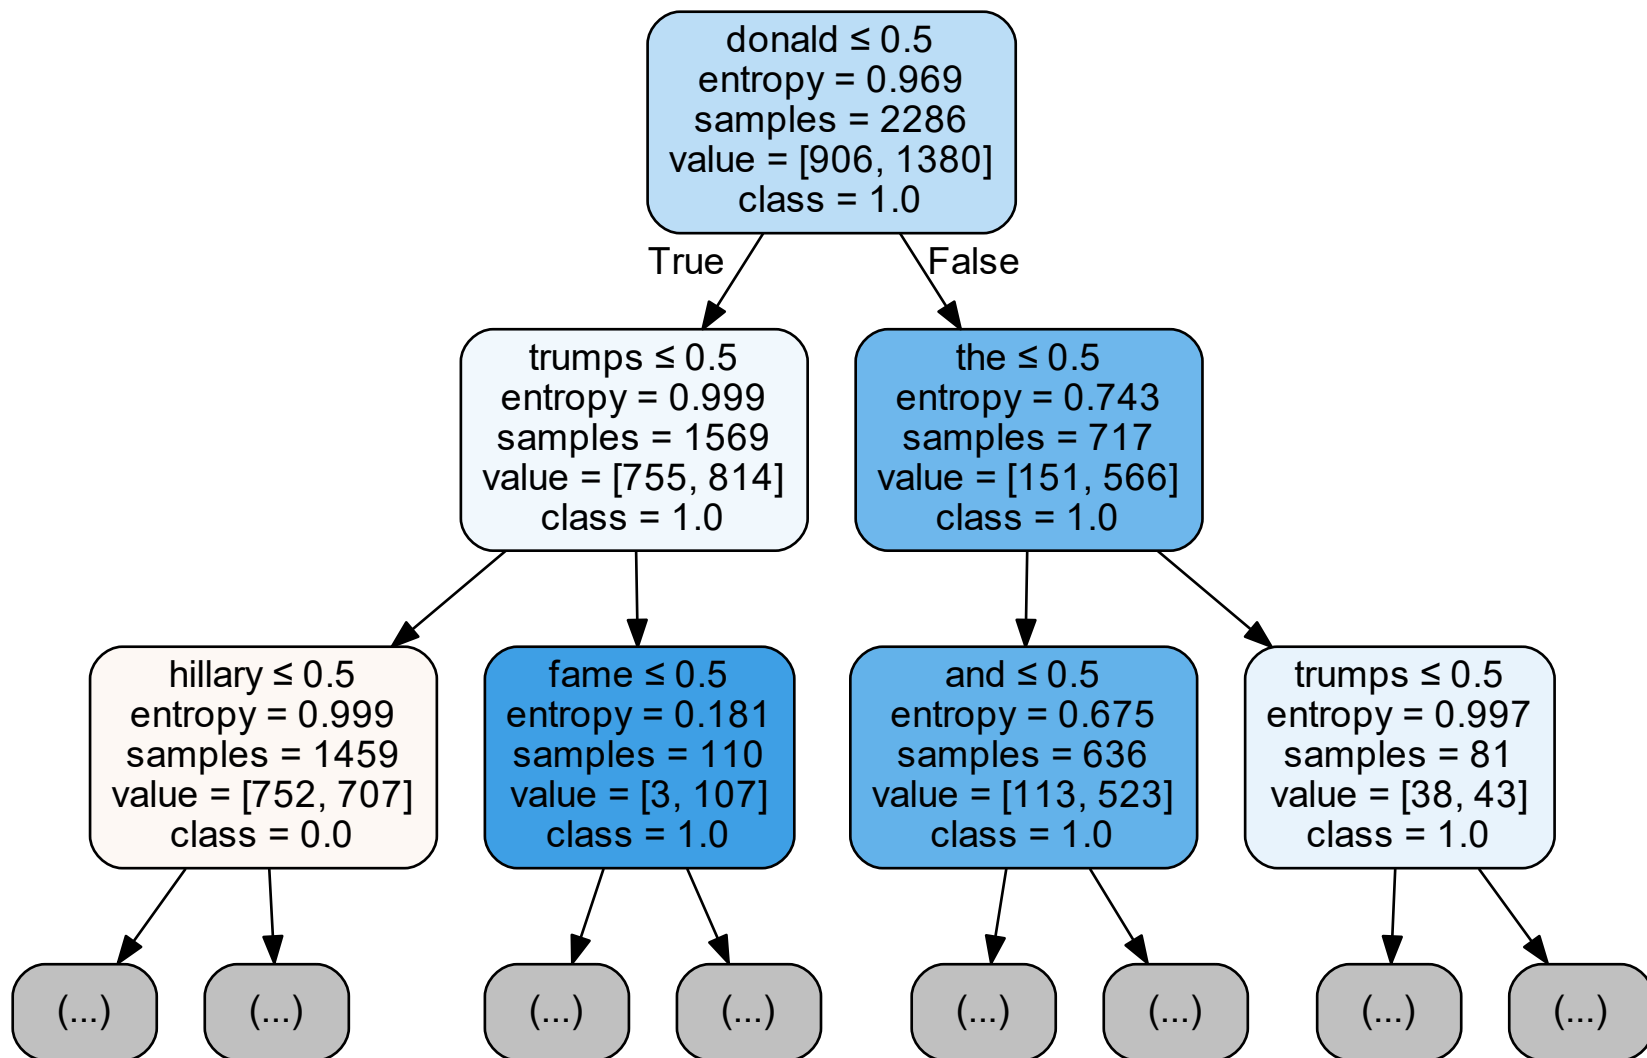 donald ≤ 0.5
entropy = 0.969
samples = 2286
value = [906, 1380]
class = 1.0
True
False
trumps ≤ 0.5
entropy = 0.999
samples = 1569
value = [755, 814]
class = 1.0
the ≤ 0.5
entropy = 0.743
samples = 717
value = [151, 566]
class = 1.0
hillary ≤ 0.5
entropy = 0.999
samples = 1459
value = [752, 707]
class = 0.0
fame ≤ 0.5
entropy = 0.181
samples = 110
value = [3, 107]
class = 1.0
and ≤ 0.5
entropy = 0.675
samples = 636
value = [113, 523]
class = 1.0
trumps ≤ 0.5
entropy = 0.997
samples = 81
value = [38, 43]
class = 1.0
(...)
(...)
(...)
(...)
(...)
(...)
(...)
(...)